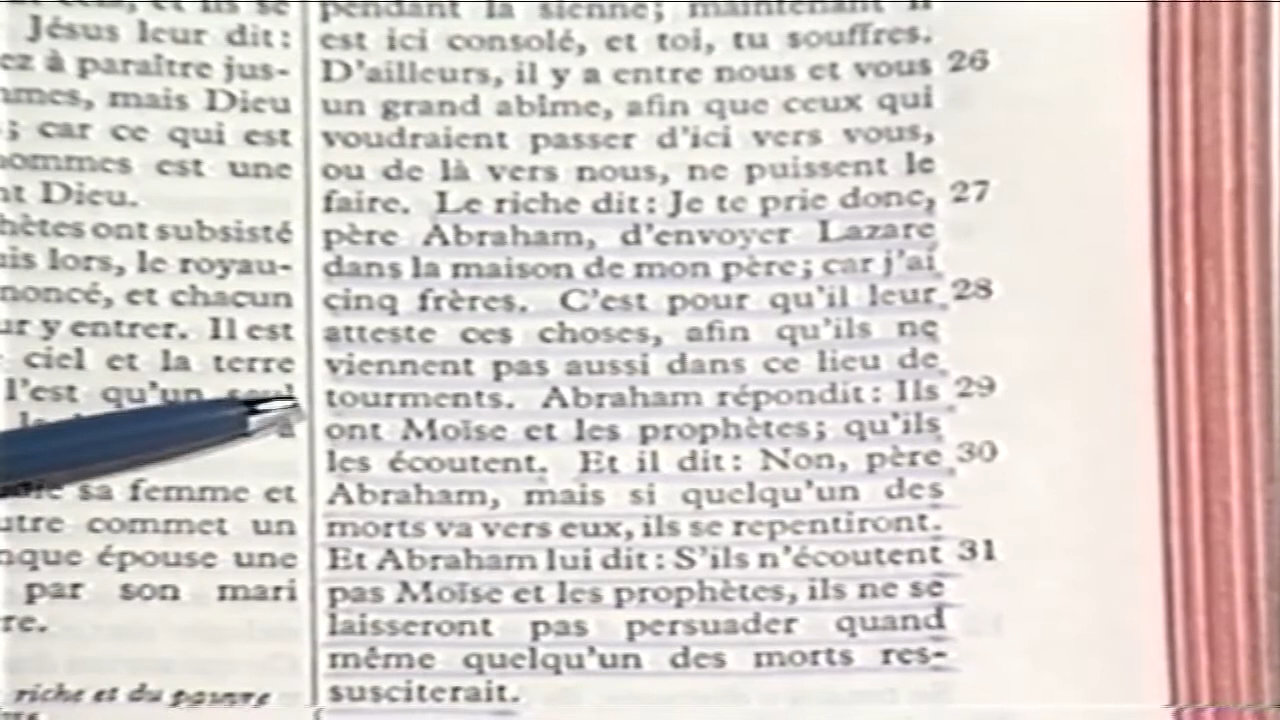 Jésus leur dit:
ez à paraître jus-
mmes, mais Dieu
; car ce qui est
hommes est une
nt Dieu.
hètes ont subsisté
uis lors, le royau-
noncé, et chacun
ur y entrer. Il est
ciel et la terre
l'est qu'un seul
sa femme et
utre commet un
nque épouse une
par son mari
re.
riche et du pauvre
pendant la sienne; maintenant il
est ici consolé, et toi, tu souffres.
D'ailleurs, il y a entre nous et vous 26
un grand abîme, afin que ceux qui
voudraient passer d'ici vers vous,
ou de là vers nous, ne puissent le
faire. Le riche dit: Je te prie donc, 27
père Abraham, d'envoyer Lazare
dans la maison de mon père; car j'ai
cinq frères. C'est pour qu'il leur 28
atteste ces choses, afin qu'ils ne
viennent pas aussi dans ce lieu de
tourments. Abraham répondit: Ils 29
ont Moïse et les prophètes; qu'ils
les écoutent. Et il dit: Non, père 30
Abraham, mais si quelqu'un des
morts va vers eux, ils se repentiront.
Et Abraham lui dit: S'ils n'écoutent 31
pas Moïse et les prophètes, ils ne se
laisseront pas persuader quand
même quelqu'un des morts res-
susciterait.